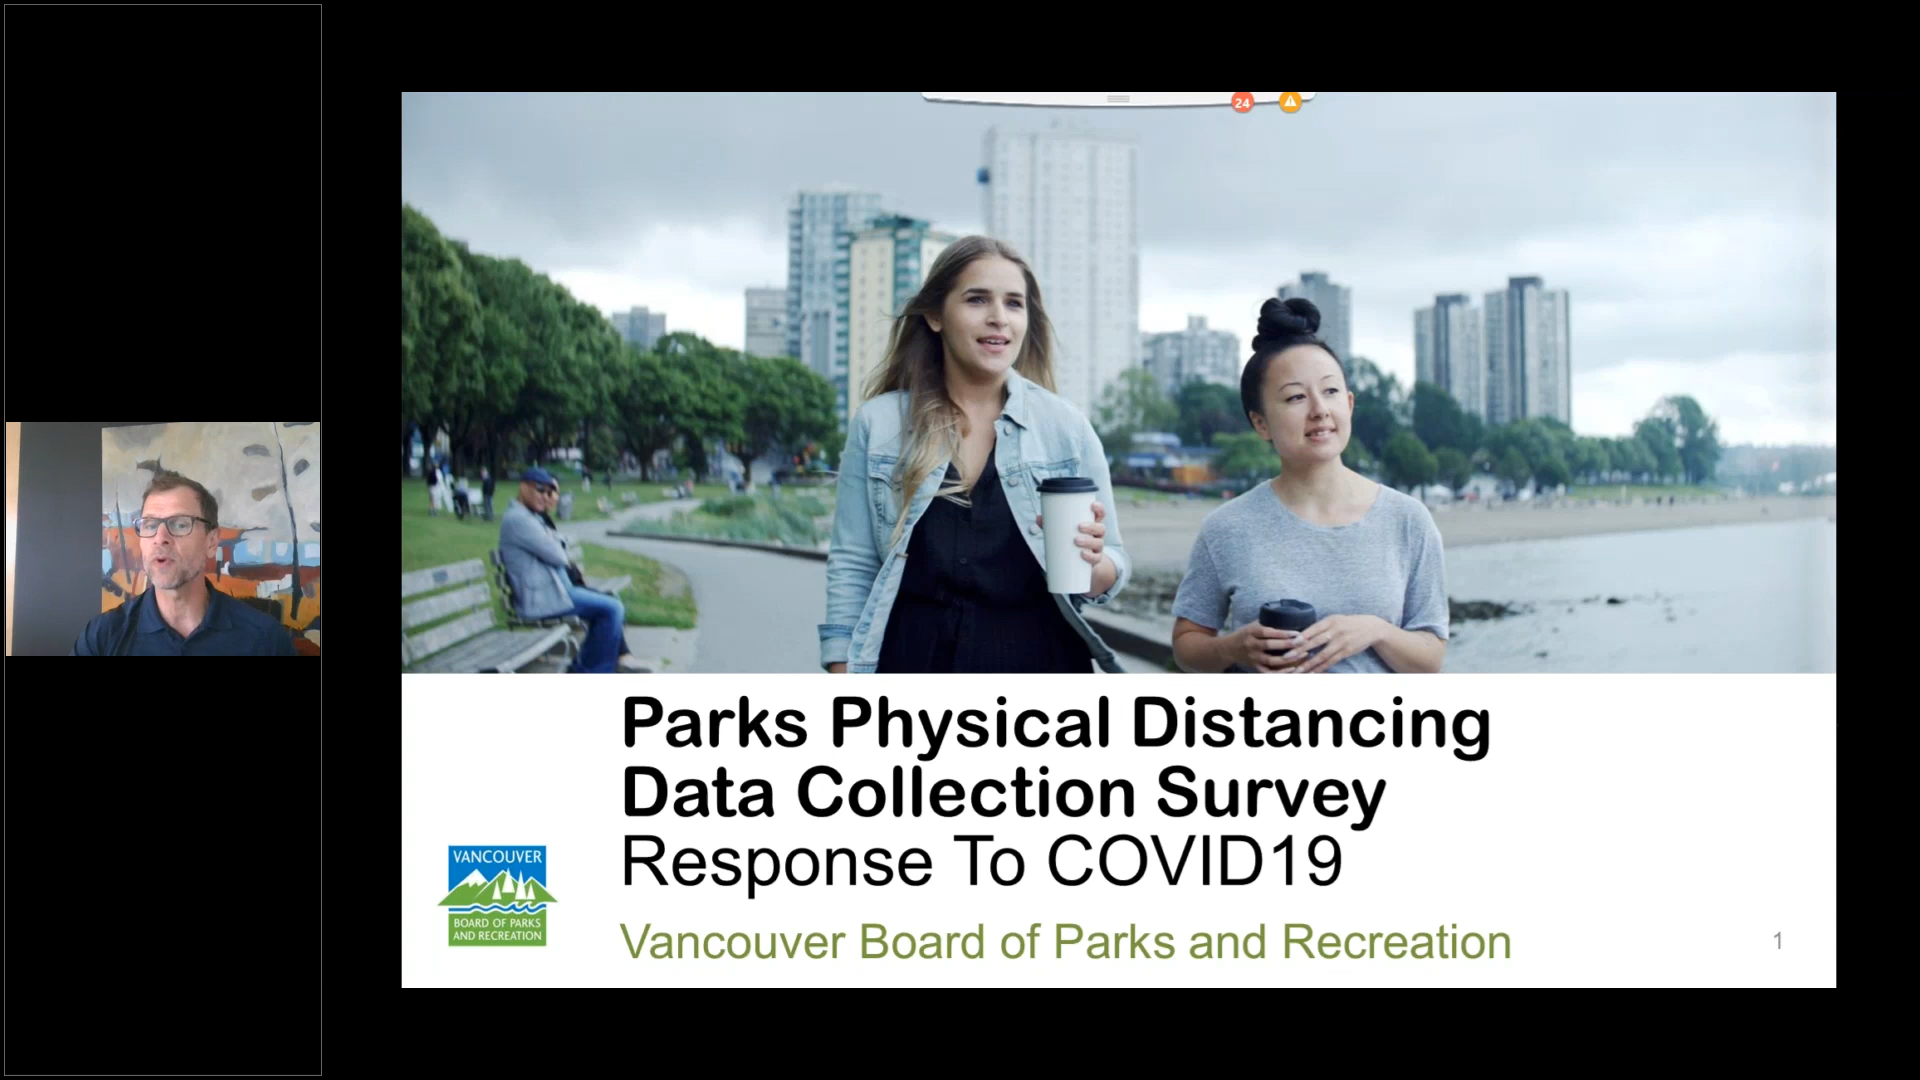 24
Parks Physical Distancing
Data Collection Survey
Response To COVID19
VANCOUVER
BOARD OF PARKS
AND RECREATION
Vancouver Board of Parks and Recreation
1